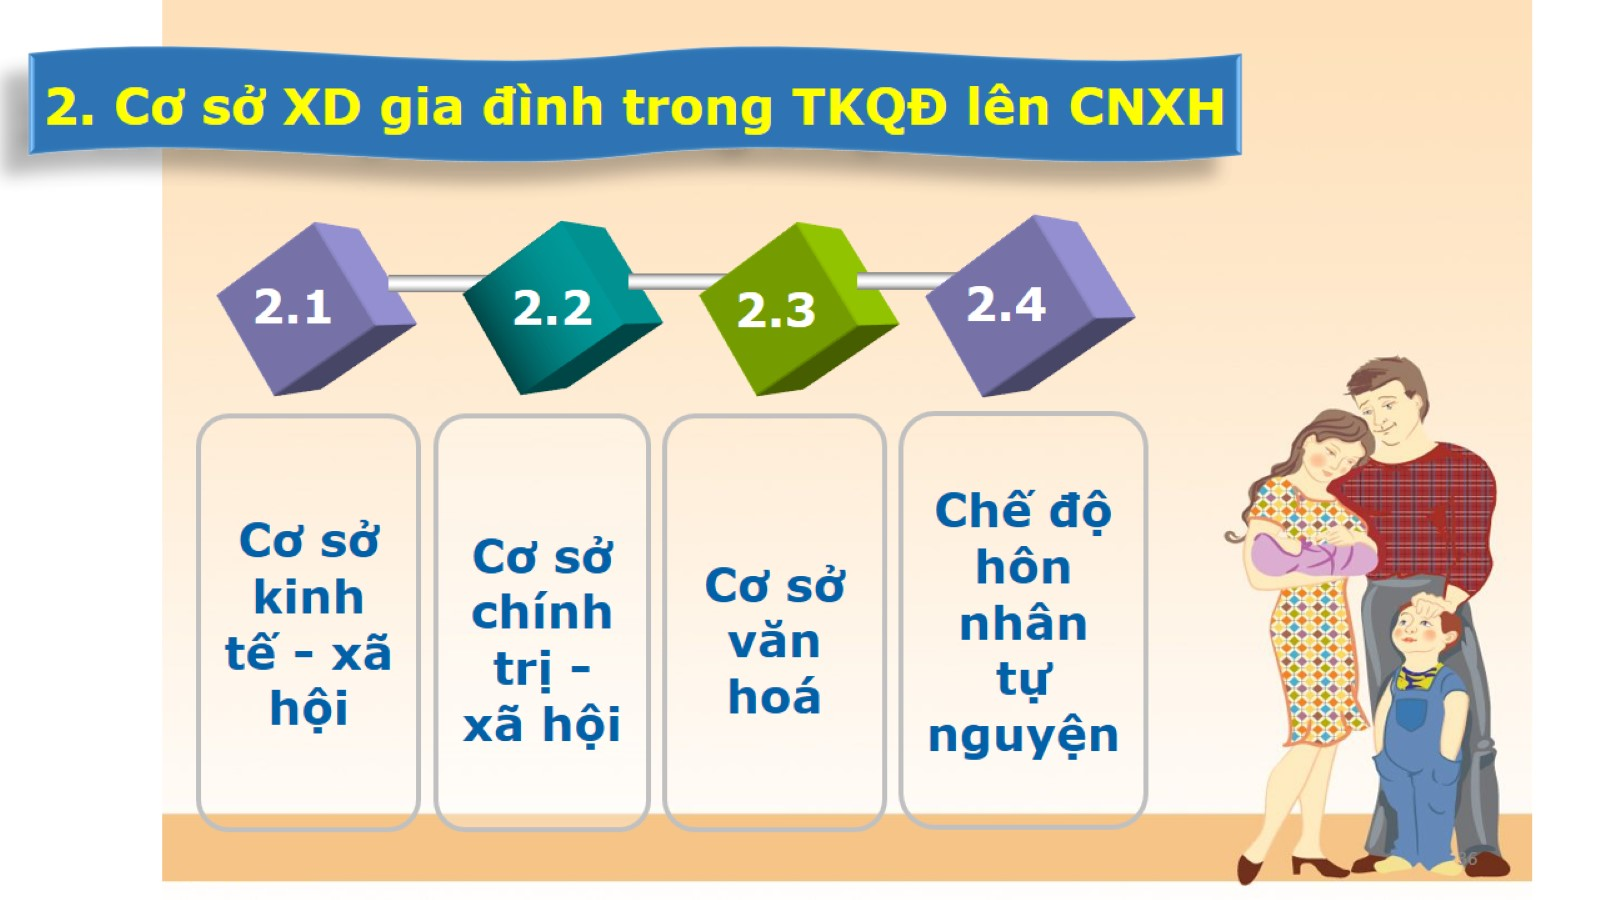 2. Cơ sở XD gia đình trong TKQĐ lên CNXH
2.1
2.2
2.3
2.4
Cơ sở
kinh
tế – xã
hội
Cơ sở
chính
trị –
xã hội
Cơ sở
văn
hoá
Chế độ
hôn
nhân
tự
nguyện
36